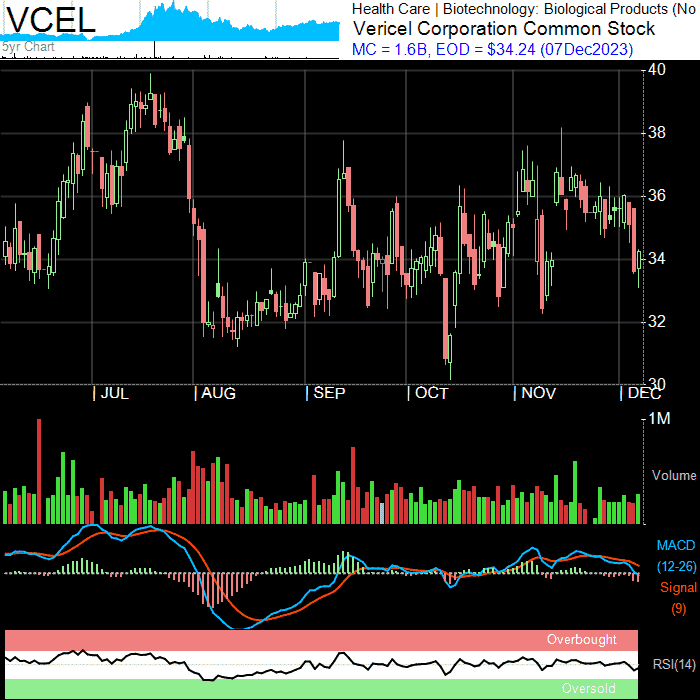 VCEL
5yr Chart
Health Care | Biotechnology: Biological Products (No
Vericel Corporation Common Stock
MC = 1.6B, EOD = $34.24 (07Dec2023)
40
38
36
34
32
30
JUL AUG SEP OCT NOV DEC
1M
Volume
MACD
(12-26)
Signal
(9)
Overbought
RSI(14)
Oversold